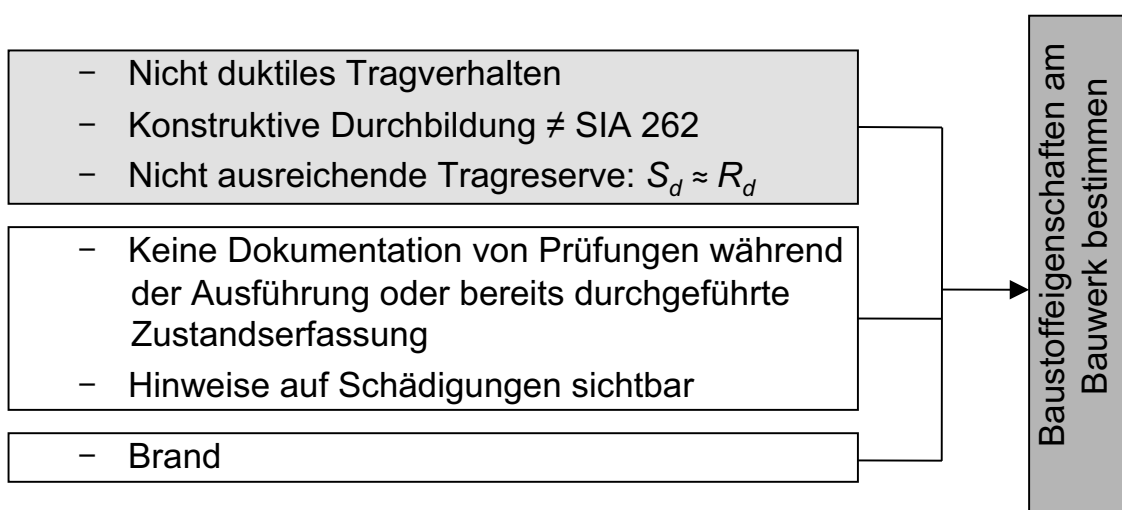 – Nicht duktiles Tragverhalten
– Konstruktive Durchbildung ≠ SIA 262
– Nicht ausreichende Tragreserve: S_d ≈ R_d
– Keine Dokumentation von Prüfungen während
der Ausführung oder bereits durchgeführte
Zustandserfassung
– Hinweise auf Schädigungen sichtbar
– Brand
Baustoffeigenschaften am
Bauwerk bestimmen